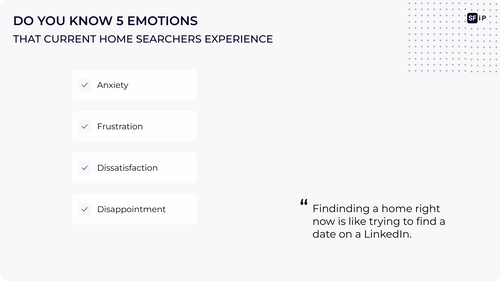 DO YOU KNOW 5 EMOTIONS
SF iP
THAT CURRENT HOME SEARCHERS EXPERIENCE
Anxiety
Frustration
Dissatisfaction
Disappointment
“ Findinding a home right
now is like trying to find a
date on a LinkedIn.